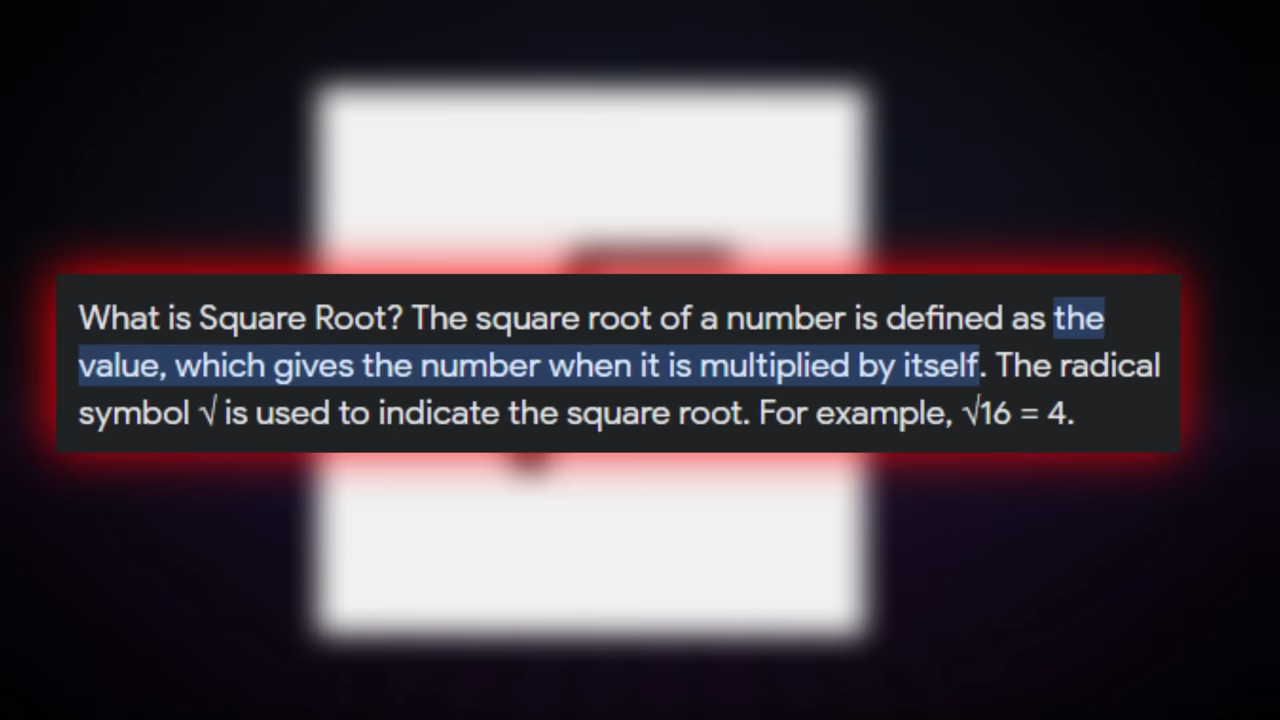 What is Square Root? The square root of a number is defined as the
value, which gives the number when it is multiplied by itself. The radical
symbol √ is used to indicate the square root. For example, √16 = 4.